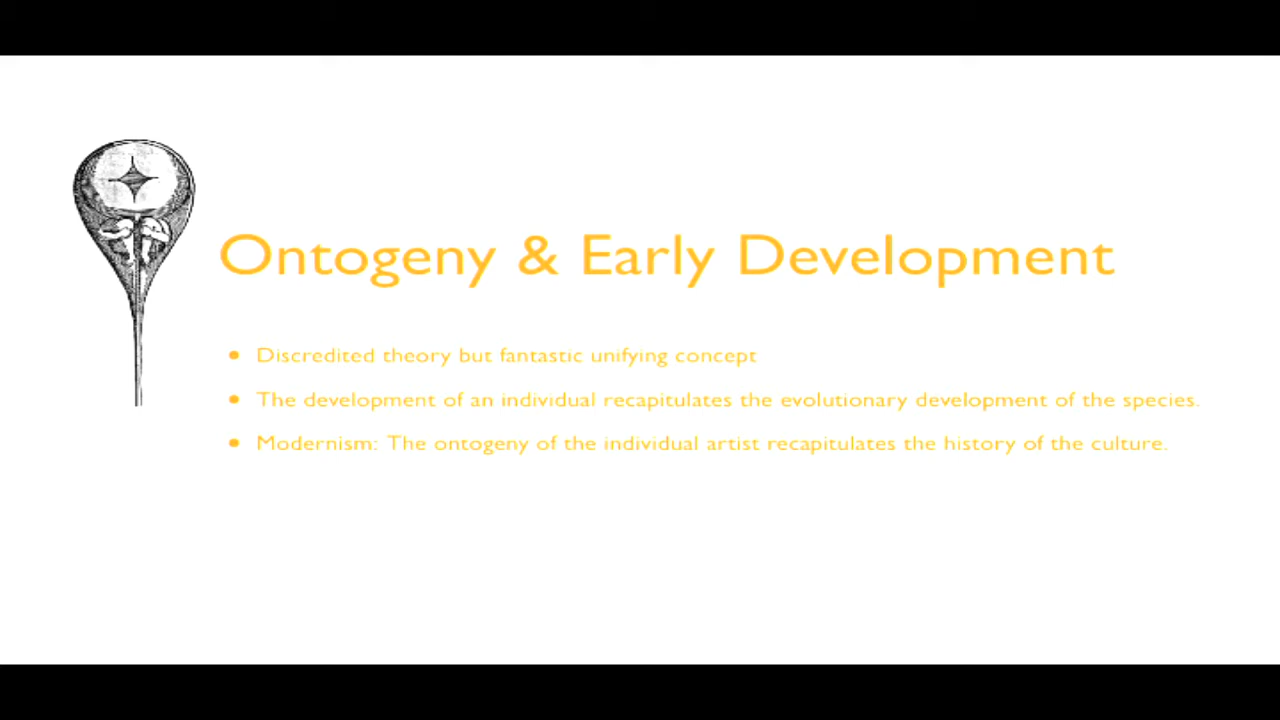 Ontogeny & Early Development
• Discredited theory but fantastic unifying concept
• The development of an individual recapitulates the evolutionary development of the species.
• Modernism: The ontogeny of the individual artist recapitulates the history of the culture.